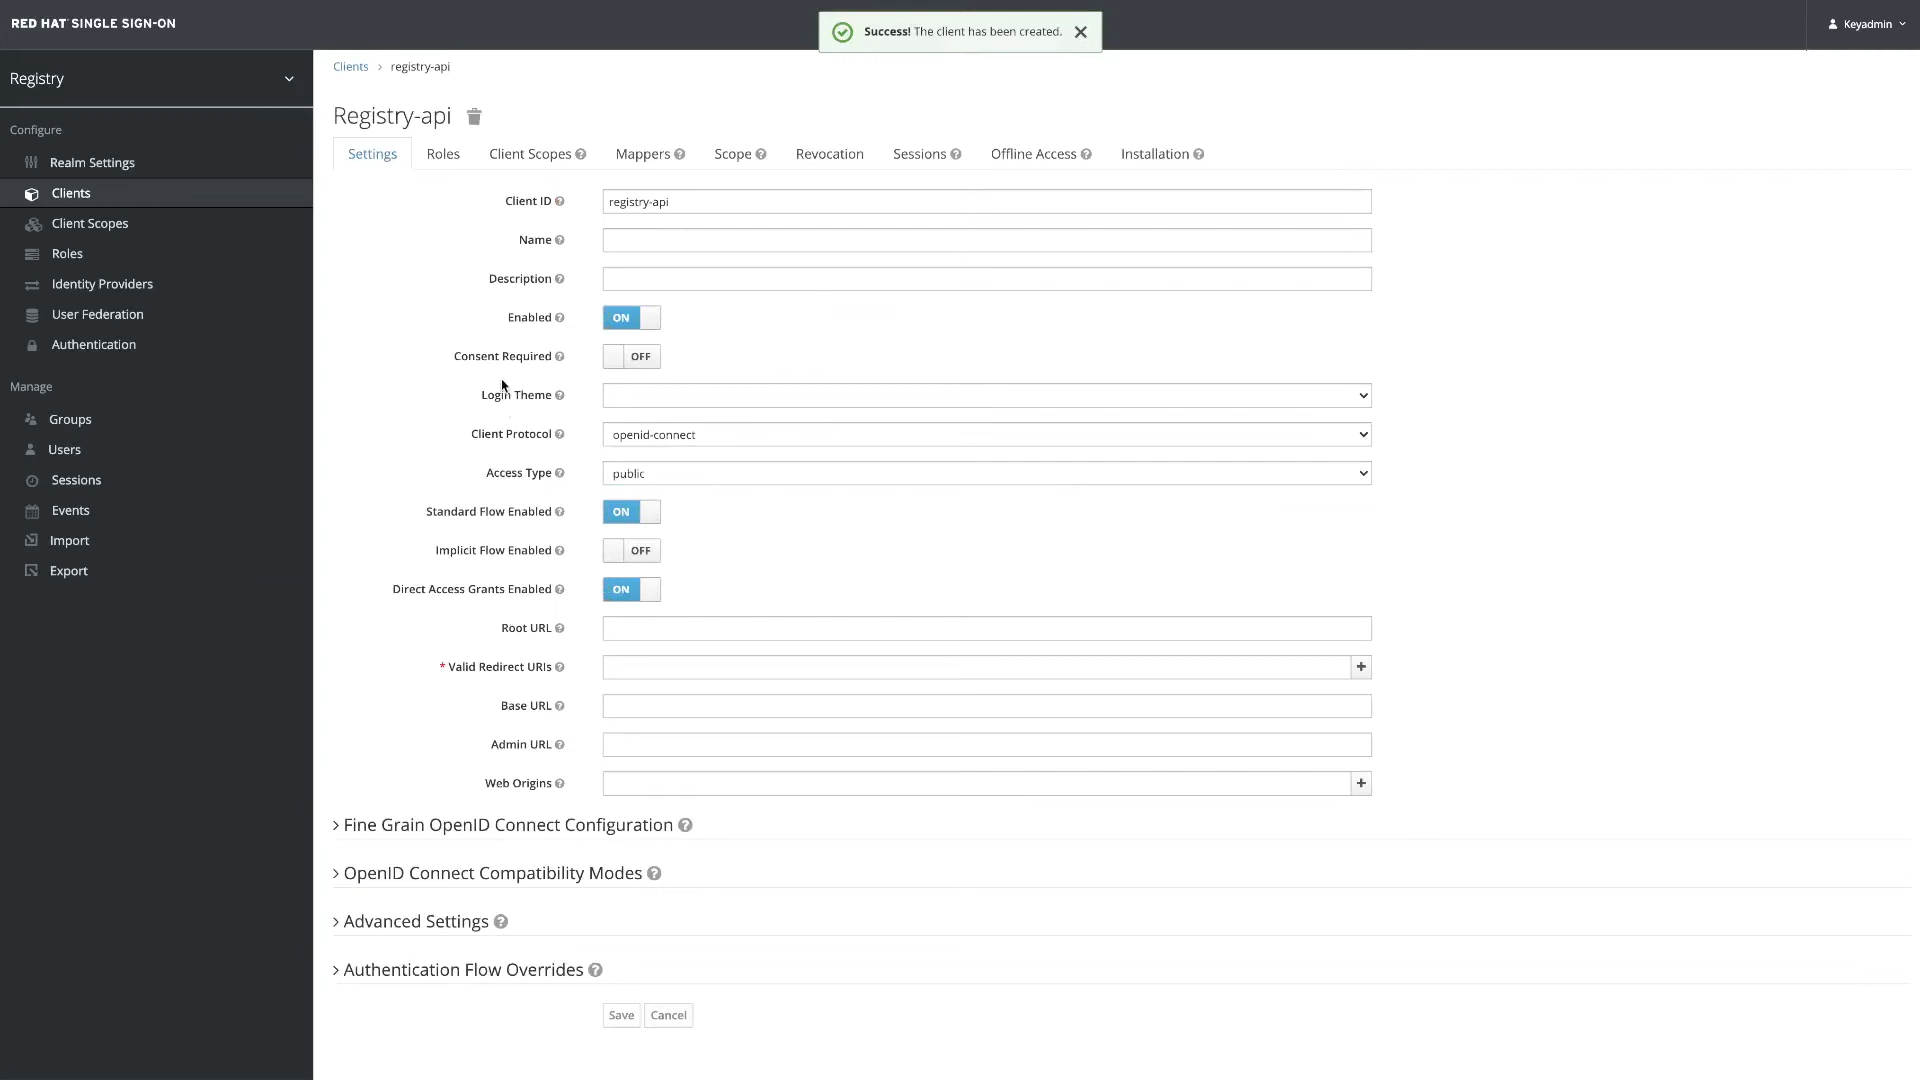 RED HAT SINGLE SIGN-ON
Success! The client has been created.
Keyadmin
Registry
Clients > registry-api
Configure
Realm Settings
Clients
Client Scopes
Roles
Identity Providers
User Federation
Authentication
Manage
Groups
Users
Sessions
Events
Import
Export
Registry-api
Settings Roles Client Scopes Mappers Scope Revocation Sessions Offline Access Installation
Client ID registry-api
Name
Description
Enabled ON
Consent Required OFF
Login Theme
Client Protocol openid-connect
Access Type public
Standard Flow Enabled ON
Implicit Flow Enabled OFF
Direct Access Grants Enabled ON
Root URL
* Valid Redirect URIs
Base URL
Admin URL
Web Origins
Fine Grain OpenID Connect Configuration
OpenID Connect Compatibility Modes
Advanced Settings
Authentication Flow Overrides
Save Cancel